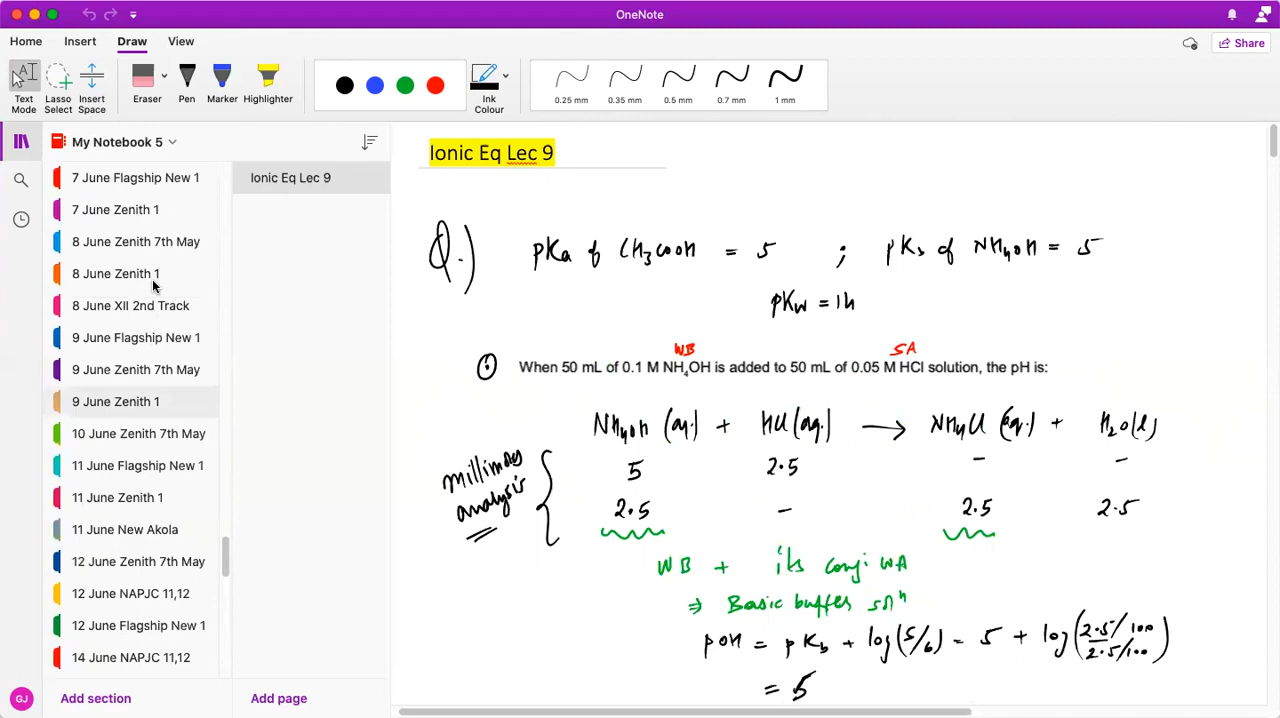 OneNote
Home Insert Draw View
Share
Text Mode
Lasso Select
Insert Space
Eraser
Pen
Marker
Highlighter
Ink Colour
0.25 mm 0.35 mm 0.5 mm 0.7 mm 1 mm
My Notebook 5
7 June Flagship New 1
7 June Zenith 1
8 June Zenith 7th May
8 June Zenith 1
8 June XII 2nd Track
9 June Flagship New 1
9 June Zenith 7th May
9 June Zenith 1
10 June Zenith 7th May
11 June Flagship New 1
11 June Zenith 1
11 June New Akola
12 June Zenith 7th May
12 June NAPJC 11,12
12 June Flagship New 1
14 June NAPJC 11,12
GJ
Add section
Ionic Eq Lec 9
Add page
Ionic Eq Lec 9
Q.) pKa of CH3COOH = 5 ; pKb of NH4OH = 5
pKw = 14
WB SA
① When 50 mL of 0.1 M NH4OH is added to 50 mL of 0.05 M HCl solution, the pH is:
NH4OH (aq.) + HCl (aq.) → NH4Cl (aq.) + H2O(l)
millimoles analysis
5 2.5 - -
2.5 - 2.5 2.5
WB + its conj. WA
⇒ Basic buffer solⁿ
pOH = pKb + log(S/b) = 5 + log(2.5/100 / 2.5/100)
= 5